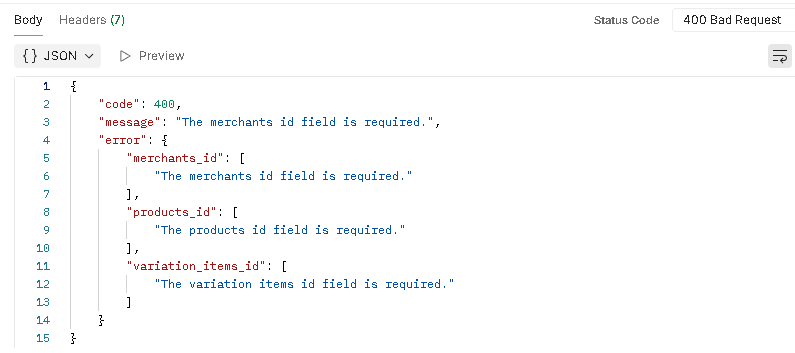 Body Headers (7) Status Code 400 Bad Request
{} JSON Preview
1 {
2 "code": 400,
3 "message": "The merchants id field is required.",
4 "error": {
5 "merchants_id": [
6 "The merchants id field is required."
7 ],
8 "products_id": [
9 "The products id field is required."
10 ],
11 "variation_items_id": [
12 "The variation items id field is required."
13 ]
14 }
15 }